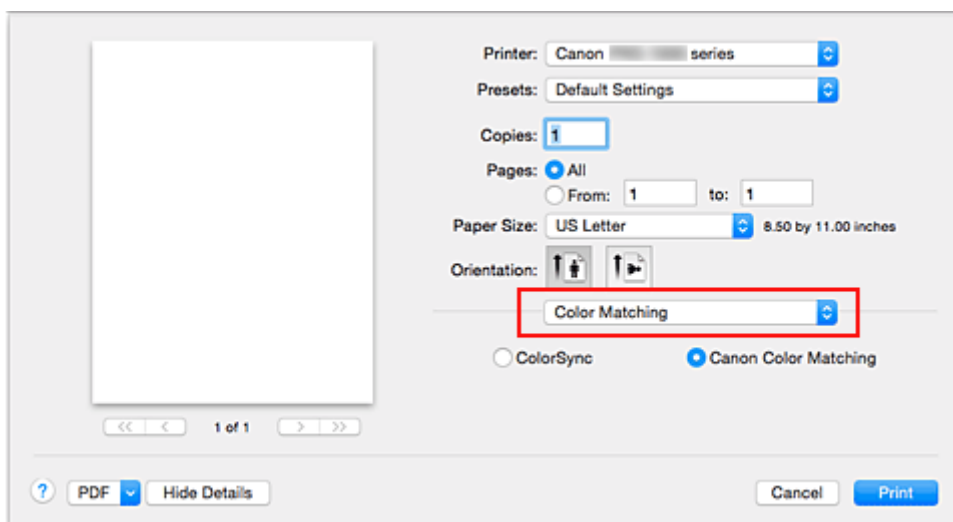 Printer: Canon series
Presets: Default Settings
Copies: 1
Pages: All
From: 1 to: 1
Paper Size: US Letter 8.50 by 11.00 inches
Orientation:
Color Matching
ColorSync Canon Color Matching
<< < 1 of 1 > >>
? PDF Hide Details Cancel Print